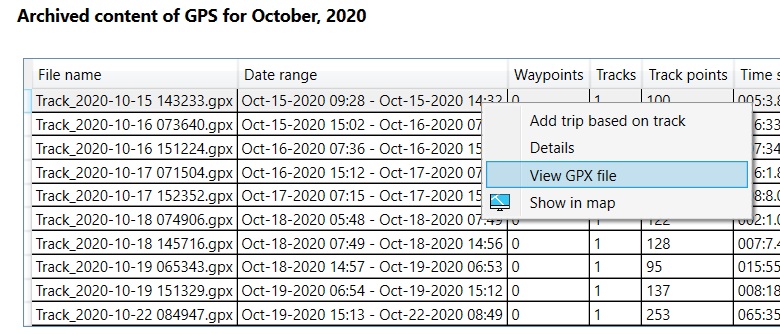 Archived content of GPS for October, 2020
File name Date range Waypoints Tracks Track points Time s
Track_2020-10-15 143233.gpx Oct-15-2020 09:28 - Oct-15-2020 14:32 0 1 100 005:3.8
Add trip based on track
Track_2020-10-16 073640.gpx Oct-15-2020 15:02 - Oct-16-2020 07
Details
Track_2020-10-16 151224.gpx Oct-16-2020 07:36 - Oct-16-2020 15
View GPX file
Track_2020-10-17 071504.gpx Oct-16-2020 15:12 - Oct-17-2020 07
Show in map
Track_2020-10-17 152352.gpx Oct-17-2020 07:15 - Oct-17-2020 15
Track_2020-10-18 074906.gpx Oct-18-2020 05:48 - Oct-18-2020 07:49 0 1 122 002:1.0
Track_2020-10-18 145716.gpx Oct-18-2020 07:49 - Oct-18-2020 14:56 0 1 128 007:7.4
Track_2020-10-19 065343.gpx Oct-18-2020 14:57 - Oct-19-2020 06:53 0 1 95 015:55
Track_2020-10-19 151329.gpx Oct-19-2020 06:54 - Oct-19-2020 15:12 0 1 137 008:18
Track_2020-10-22 084947.gpx Oct-19-2020 15:13 - Oct-22-2020 08:49 0 1 253 065:35